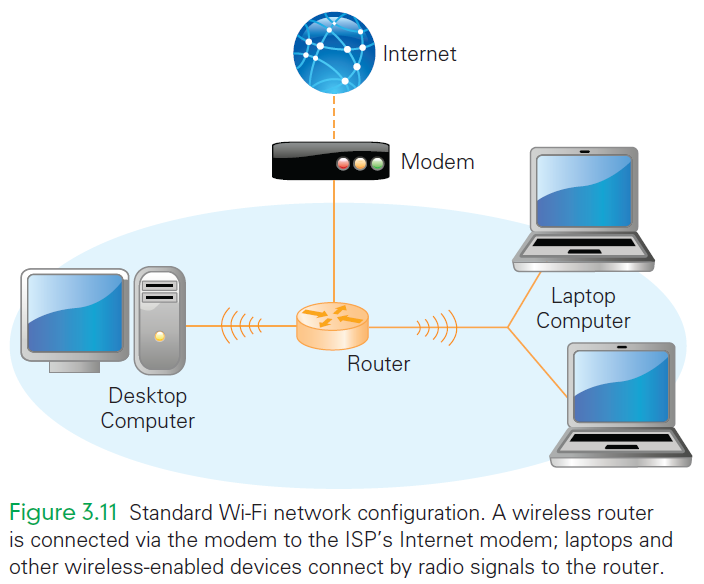 Internet
Modem
Laptop
Computer
Router
Desktop
Computer
Figure 3.11 Standard Wi-Fi network configuration. A wireless router
is connected via the modem to the ISP's Internet modem; laptops and
other wireless-enabled devices connect by radio signals to the router.